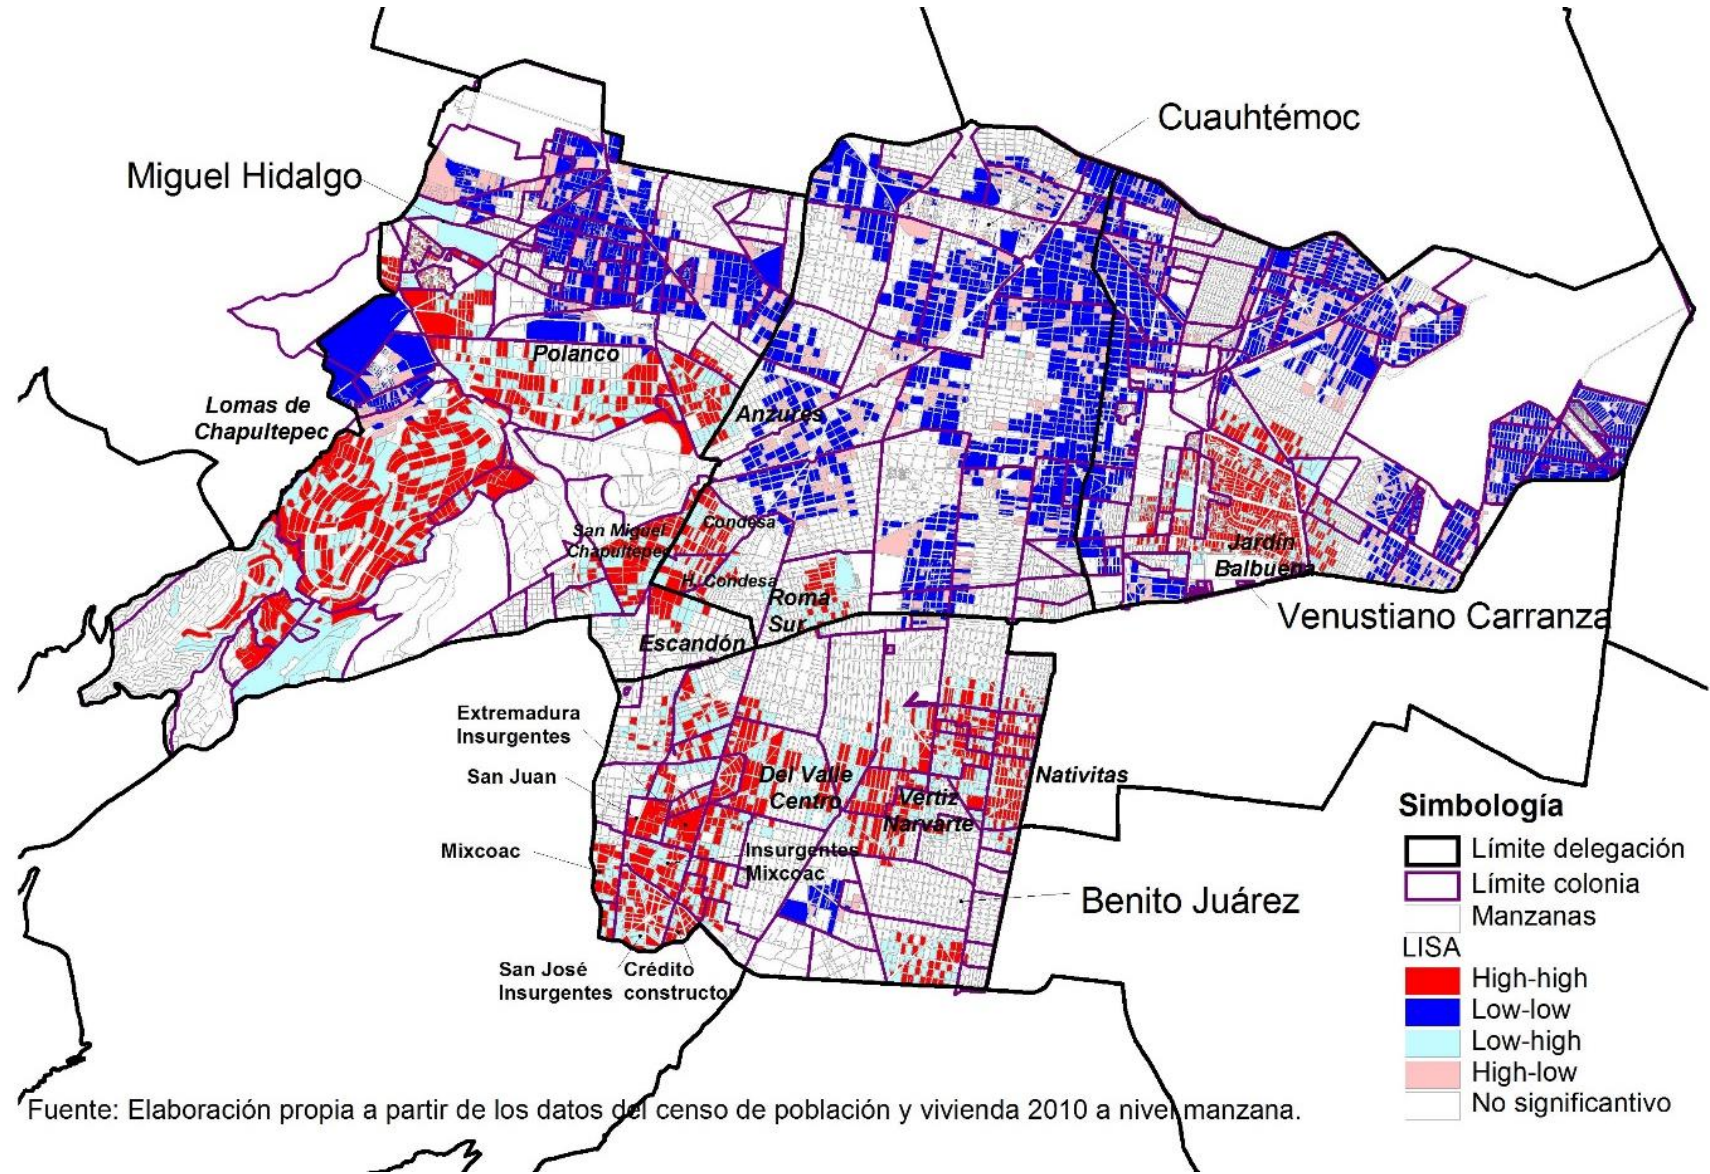 Cuauhtémoc
Miguel Hidalgo
Polanco
Lomas de
Chapultepec
Anzures
San Miguel
Chapultepec
Condesa
H. Condesa
Roma
Sur
Escandón
Jardín
Balbuena
Venustiano Carranza
Extremadura
Insurgentes
San Juan
Del Valle
Centro
Vertiz
Narvarte
Nativitas
Mixcoac
Insurgentes
Mixcoac
Benito Juárez
San José
Insurgentes
Crédito
constructor
Simbología
Límite delegación
Límite colonia
Manzanas
LISA
High-high
Low-low
Low-high
High-low
No significantivo
Fuente: Elaboración propia a partir de los datos del censo de población y vivienda 2010 a nivel manzana.